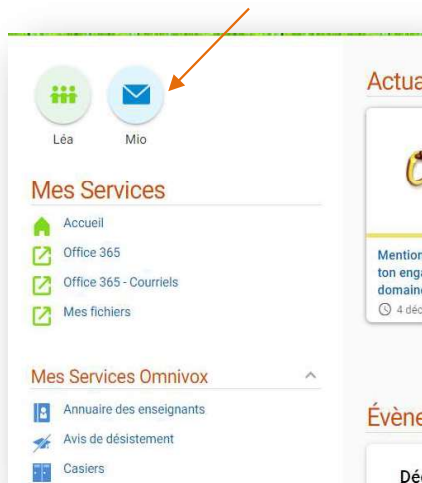 Léa Mio
Mes Services
Accueil
Office 365
Office 365 - Courriels
Mes fichiers
Mes Services Omnivox
Annuaire des enseignants
Avis de désistement
Casiers
Actua
Mention
ton enga
domaine
4 déc
Évène
Dé